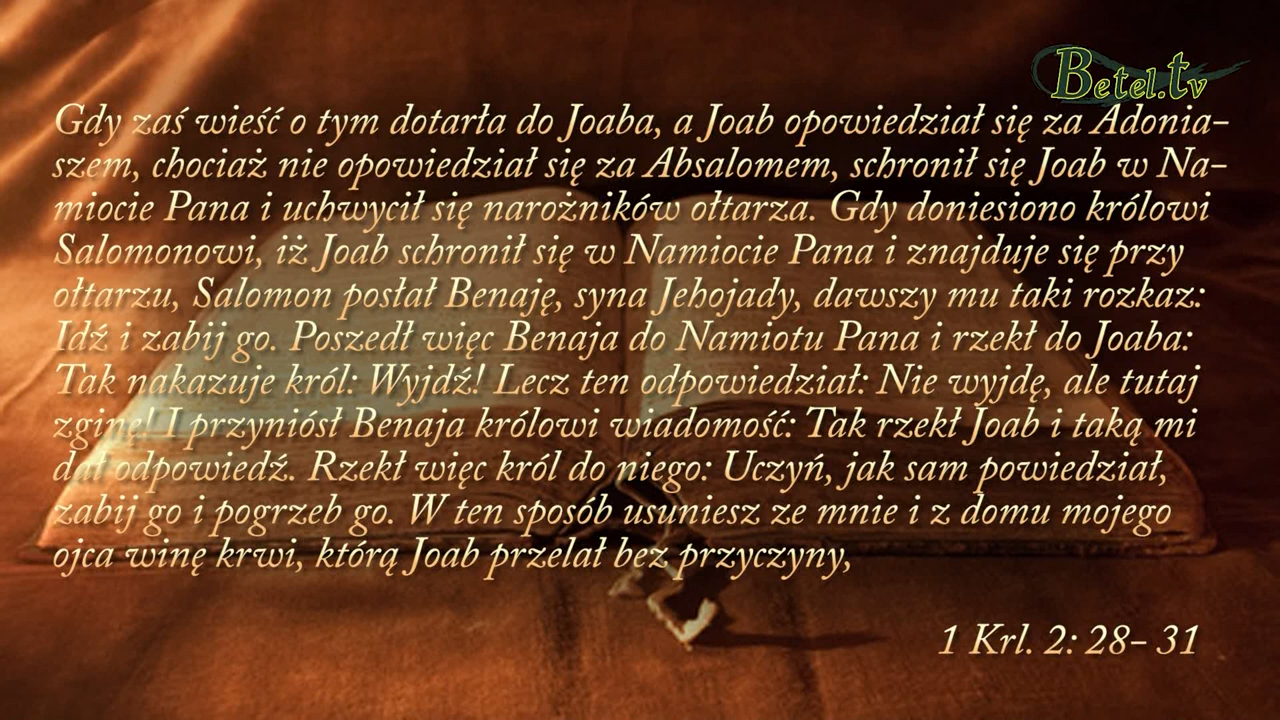 Betel.tv
Gdy zaś wieść o tym dotarła do Joaba, a Joab opowiedział się za Adonia-
szem, chociaż nie opowiedział się za Absalomem, schronił się Joab w Na-
miocie Pana i uchwycił się narożników ołtarza. Gdy doniesiono królowi
Salomonowi, iż Joab schronił się w Namiocie Pana i znajduje się przy
ołtarzu, Salomon posłał Benaję, syna Jehojady, dawszy mu taki rozkaz:
Idź i zabij go. Poszedł więc Benaja do Namiotu Pana i rzekł do Joaba:
Tak nakazuje król: Wyjdź! Lecz ten odpowiedział: Nie wyjdę, ale tutaj
zginę! I przyniósł Benaja królowi wiadomość: Tak rzekł Joab i taką mi
dał odpowiedź. Rzekł więc król do niego: Uczyń, jak sam powiedział,
zabij go i pogrzeb go. W ten sposób usuniesz ze mnie i z domu mojego
ojca winę krwi, którą Joab przelał bez przyczyny,
1 Krl. 2: 28- 31